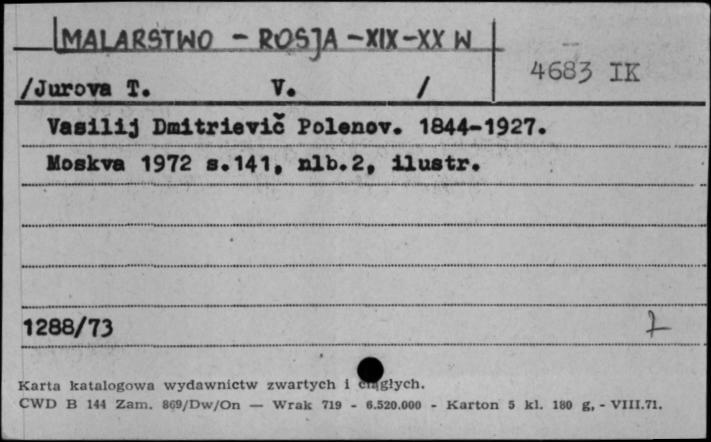 MALARSTWO - ROSJA - XIX-XX W
4683 IK
/Jurova T. V. /
Vasilij Dmitrievič Polenov. 1844-1927.
Moskva 1972 s.141, nlb.2, ilustr.
1288/73
Karta katalogowa wydawnictw zwartych i ciągłych.
CWD B 144 Zam. 869/Dw/On — Wrak 719 - 6.520.000 - Karton 5 kl. 180 g, - VIII.71.